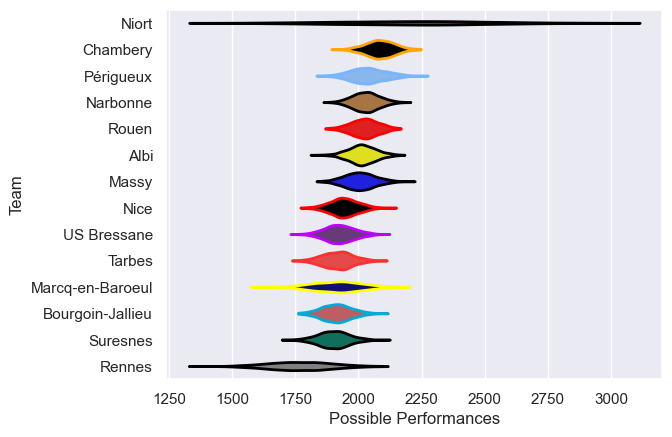 Niort
Chambery
Périgueux
Narbonne
Rouen
Albi
Massy
Nice
US Bressane
Tarbes
Marcq-en-Baroeul
Bourgoin-Jallieu
Suresnes
Rennes
Team
1250 1500 1750 2000 2250 2500 2750 3000
Possible Performances